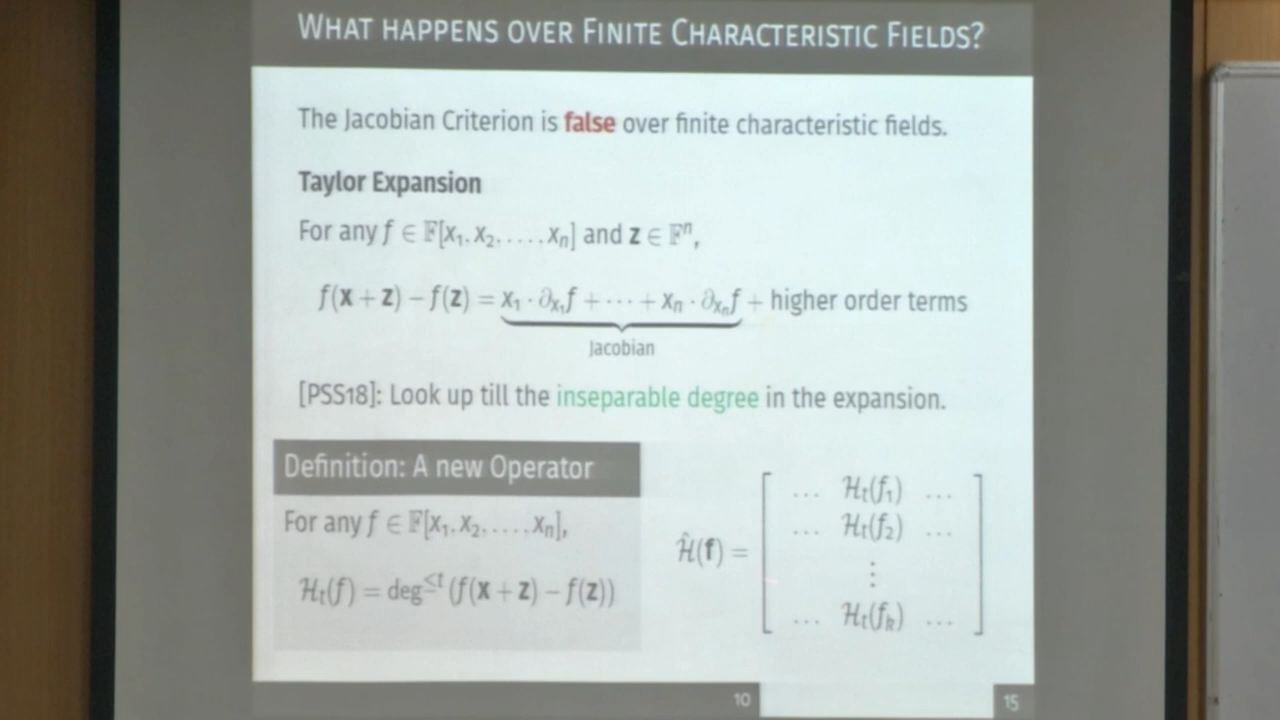 WHAT HAPPENS OVER FINITE CHARACTERISTIC FIELDS?
The Jacobian Criterion is false over finite characteristic fields.
Taylor Expansion
For any f ∈ 𝔽[x₁, x₂, . . . , xₙ] and z ∈ 𝔽ⁿ,
f(x + z) − f(z) = x₁ · ∂ₓ₁f + ··· + xₙ · ∂ₓₙf + higher order terms
Jacobian
[PSS18]: Look up till the inseparable degree in the expansion.
Definition: A new Operator
For any f ∈ 𝔽[x₁, x₂, . . . , xₙ],
ℋₜ(f) = deg^≤t (f(x + z) − f(z))
Ĥ(f) =
... ℋₜ(f₁) ...
... ℋₜ(f₂) ...
⋮
... ℋₜ(fₖ) ...
10
15